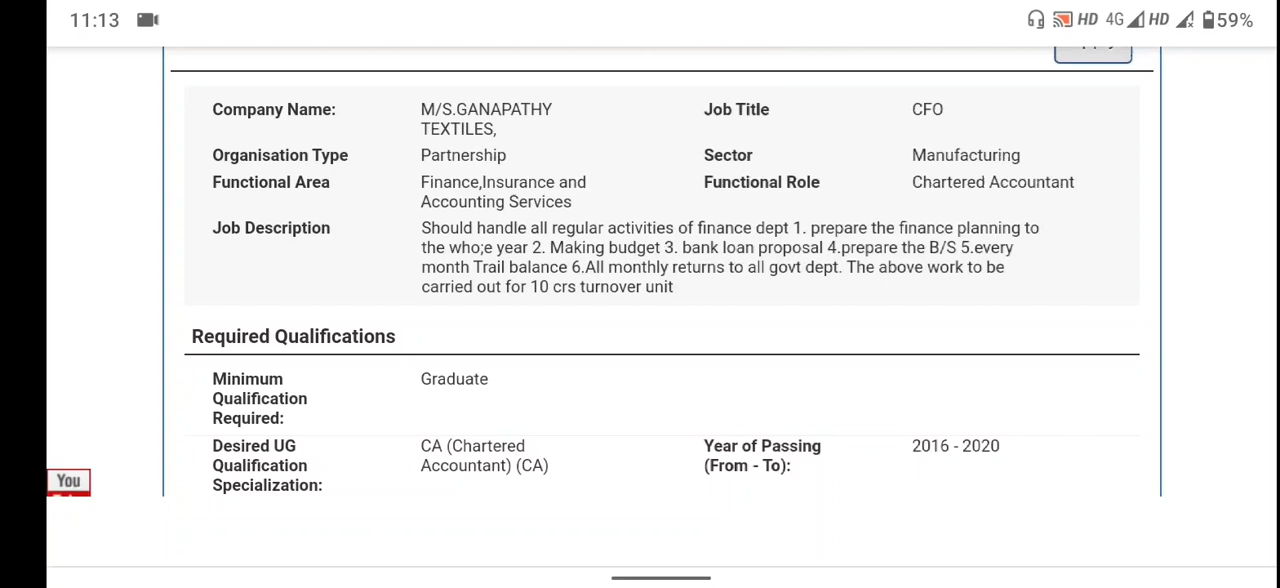 11:13 HD 4G HD 59%
Company Name: M/S.GANAPATHY TEXTILES, Job Title CFO
Organisation Type Partnership Sector Manufacturing
Functional Area Finance,Insurance and Accounting Services Functional Role Chartered Accountant
Job Description Should handle all regular activities of finance dept 1. prepare the finance planning to
the who;e year 2. Making budget 3. bank loan proposal 4.prepare the B/S 5.every
month Trail balance 6.All monthly returns to all govt dept. The above work to be
carried out for 10 crs turnover unit
Required Qualifications
Minimum Qualification Required: Graduate
Desired UG Qualification Specialization: CA (Chartered Accountant) (CA) Year of Passing (From - To): 2016 - 2020
You